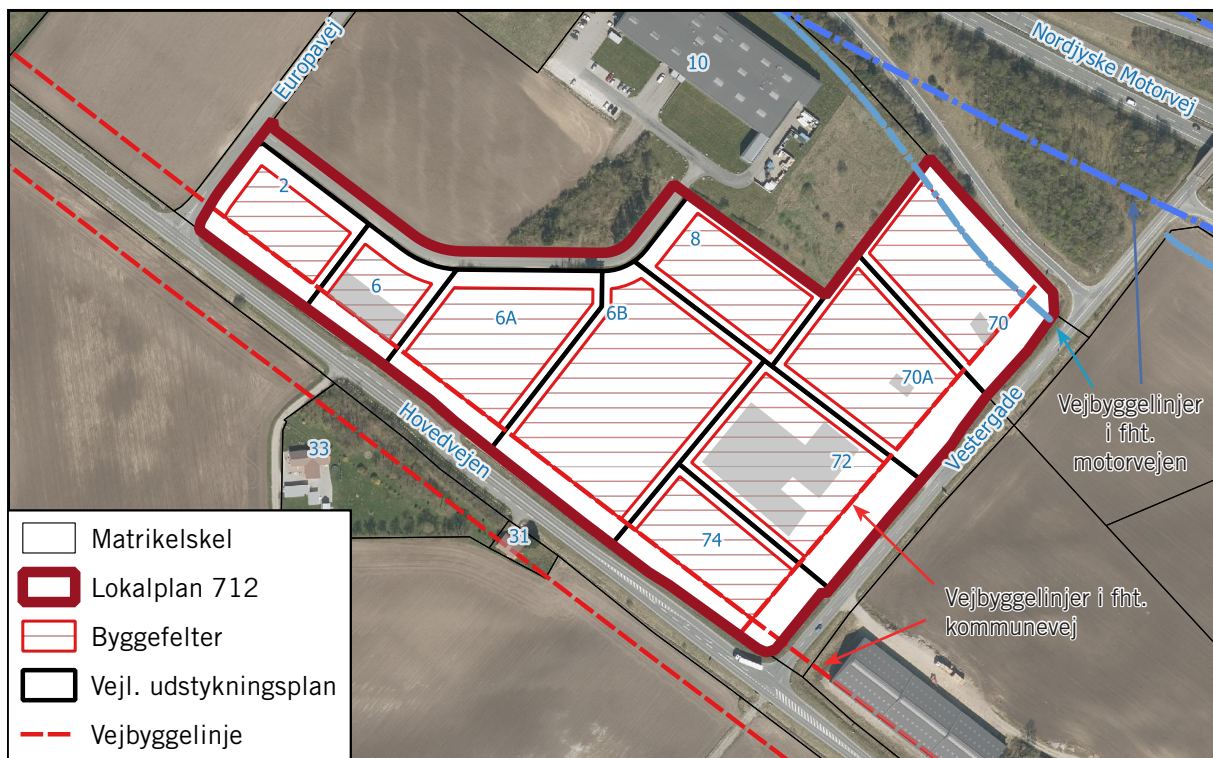 Europavej
10
Nordjyske Motorvej
2
8
6
6A
6B
70
70A
Vejbyggelinjer
i fht.
motorvejen
Hovedvejen
Vestergade
33
72
31
74
Vejbyggelinjer i fht.
kommunevej
Matrikelskel
Lokalplan 712
Byggefelter
Vejl. udstykningsplan
Vejbyggelinje